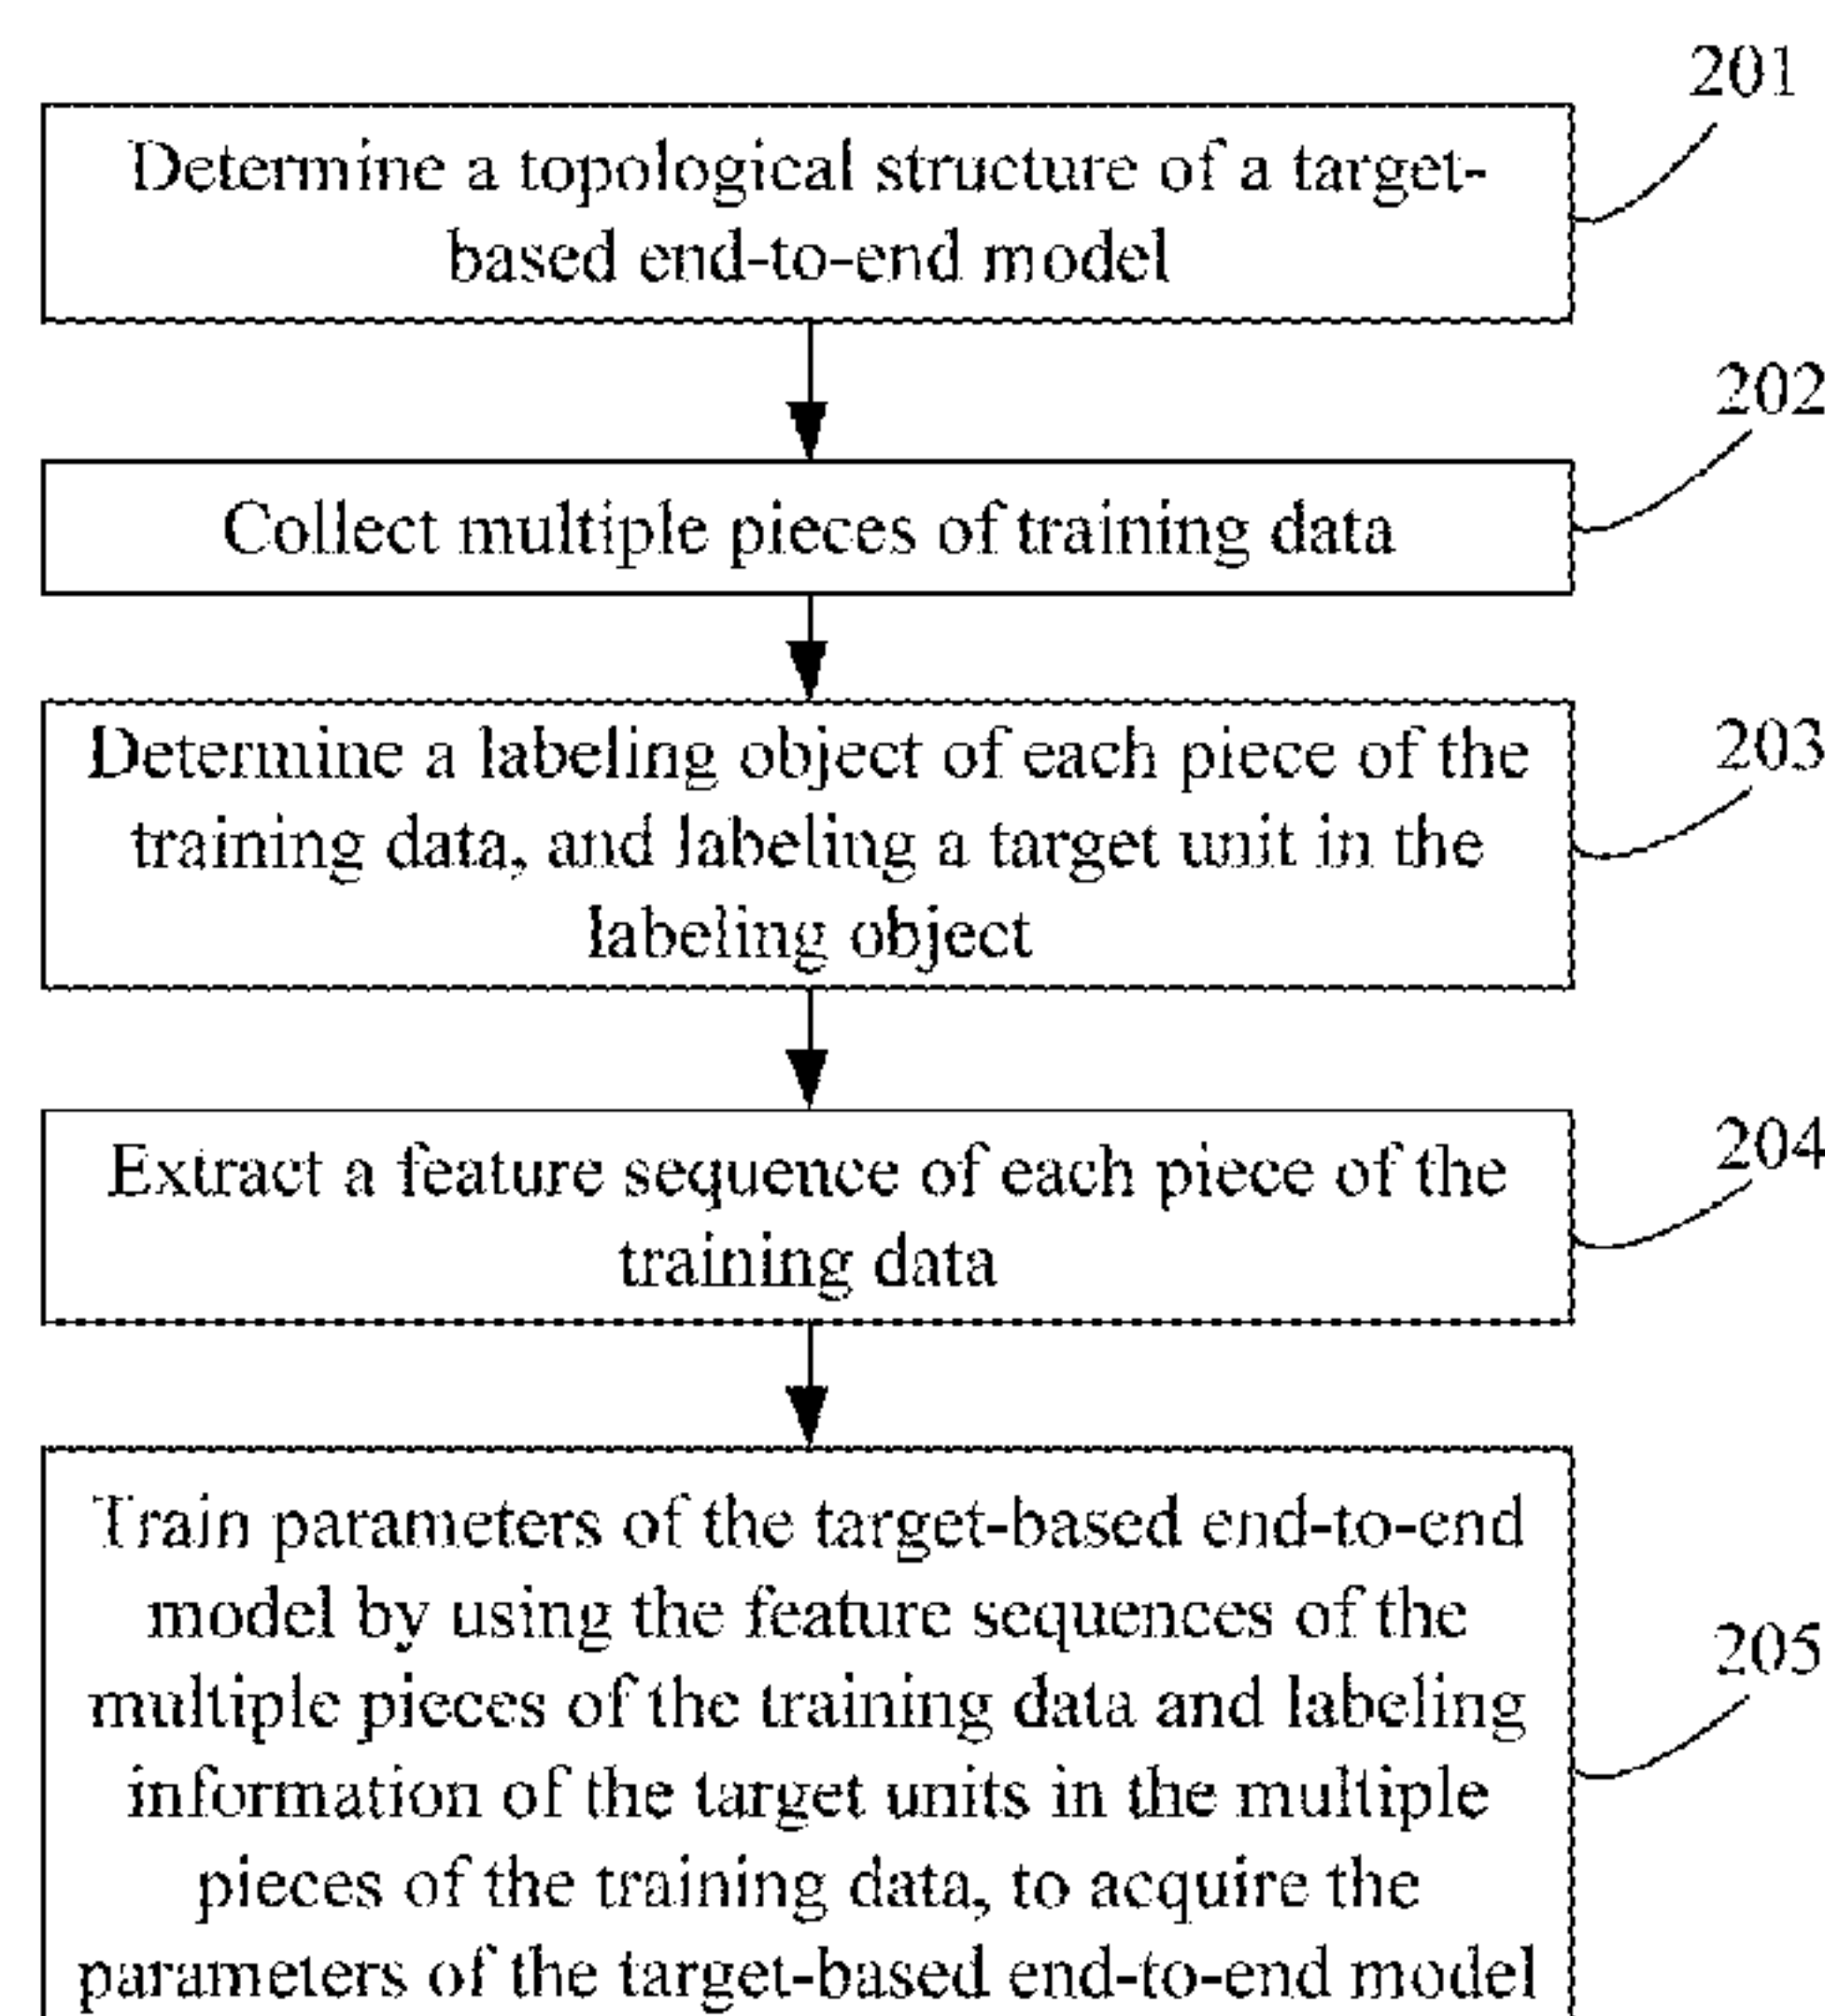 201
Determine a topological structure of a target-
based end-to-end model
202
Collect multiple pieces of training data
203
Determine a labeling object of each piece of the
training data, and labeling a target unit in the
labeling object
204
Extract a feature sequence of each piece of the
training data
205
Train parameters of the target-based end-to-end
model by using the feature sequences of the
multiple pieces of the training data and labeling
information of the target units in the multiple
pieces of the training data, to acquire the
parameters of the target-based end-to-end model